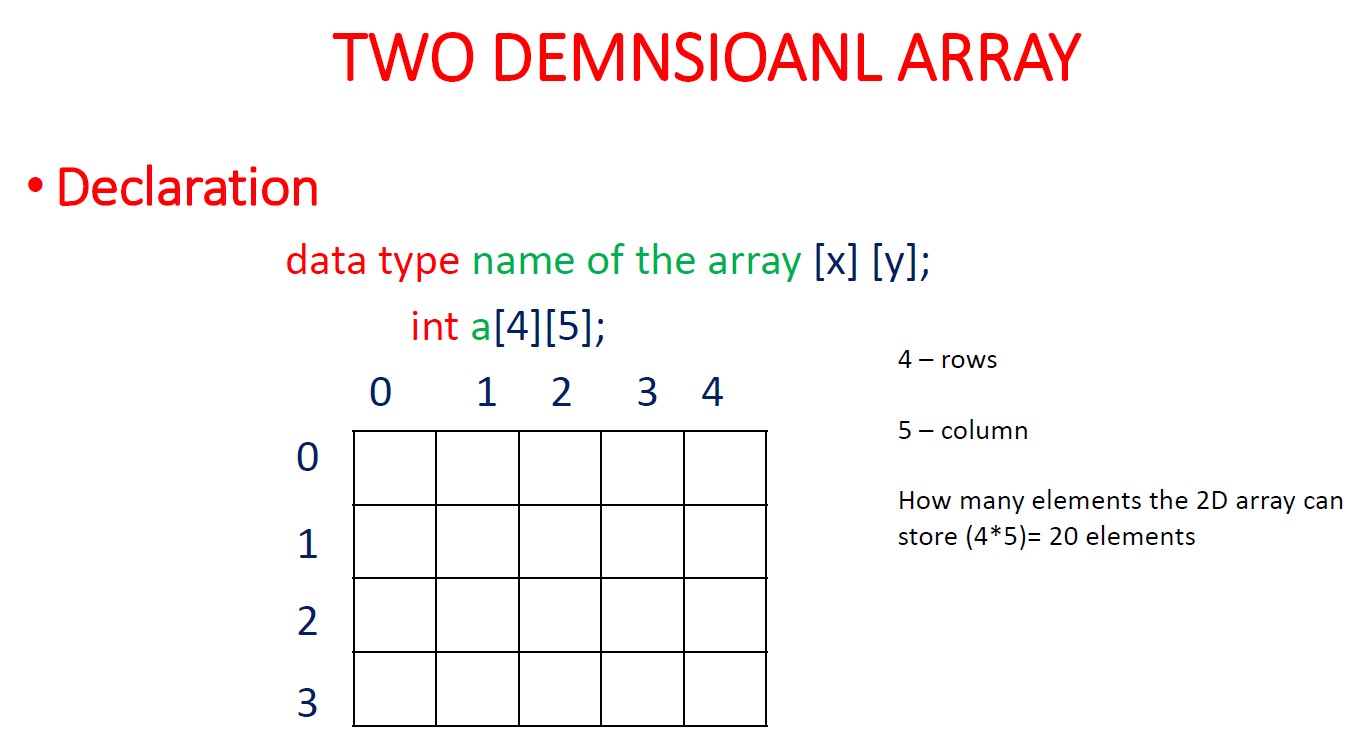 TWO DEMNSIOANL ARRAY
• Declaration
data type name of the array [x] [y];
int a[4][5];
4 – rows
0 1 2 3 4
5 – column
0
How many elements the 2D array can
store (4*5)= 20 elements
1
2
3